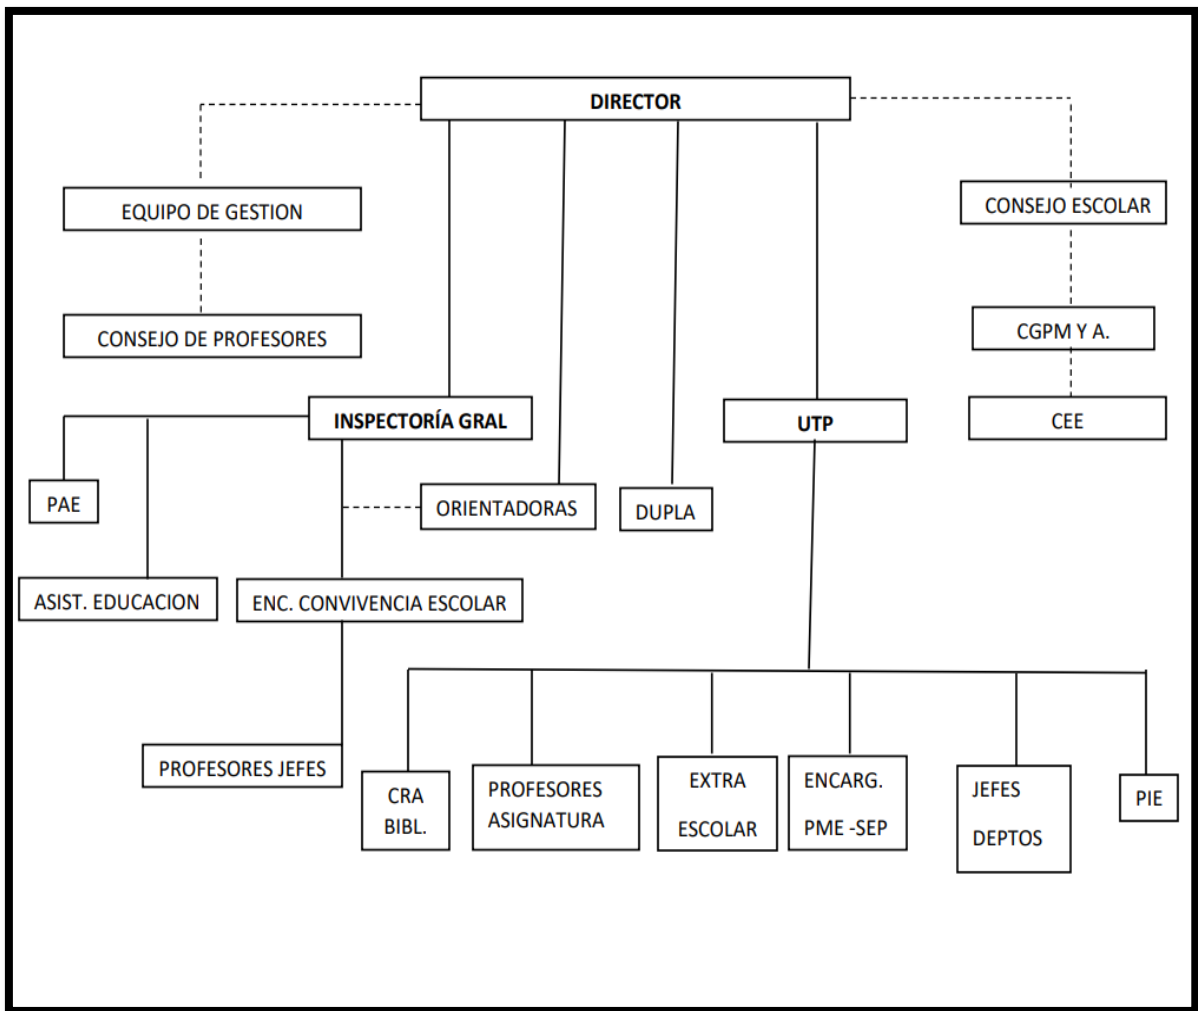 DIRECTOR
EQUIPO DE GESTION
CONSEJO ESCOLAR
CONSEJO DE PROFESORES
CGPM Y A.
INSPECTORÍA GRAL
UTP
CEE
PAE
ORIENTADORAS
DUPLA
ASIST. EDUCACION
ENC. CONVIVENCIA ESCOLAR
PROFESORES JEFES
CRA
BIBL.
PROFESORES
ASIGNATURA
EXTRA
ESCOLAR
ENCARG.
PME -SEP
JEFES
DEPTOS
PIE